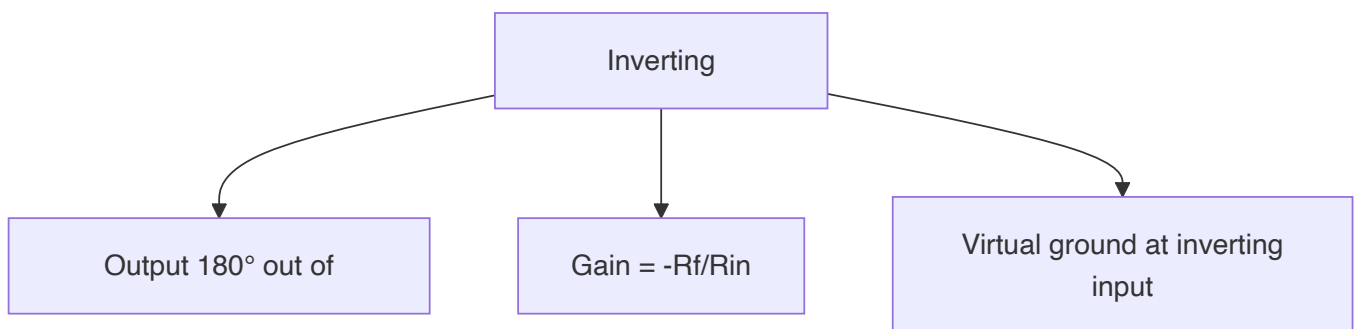 Inverting
Output 180° out of
Gain = -Rf/Rin
Virtual ground at inverting
input